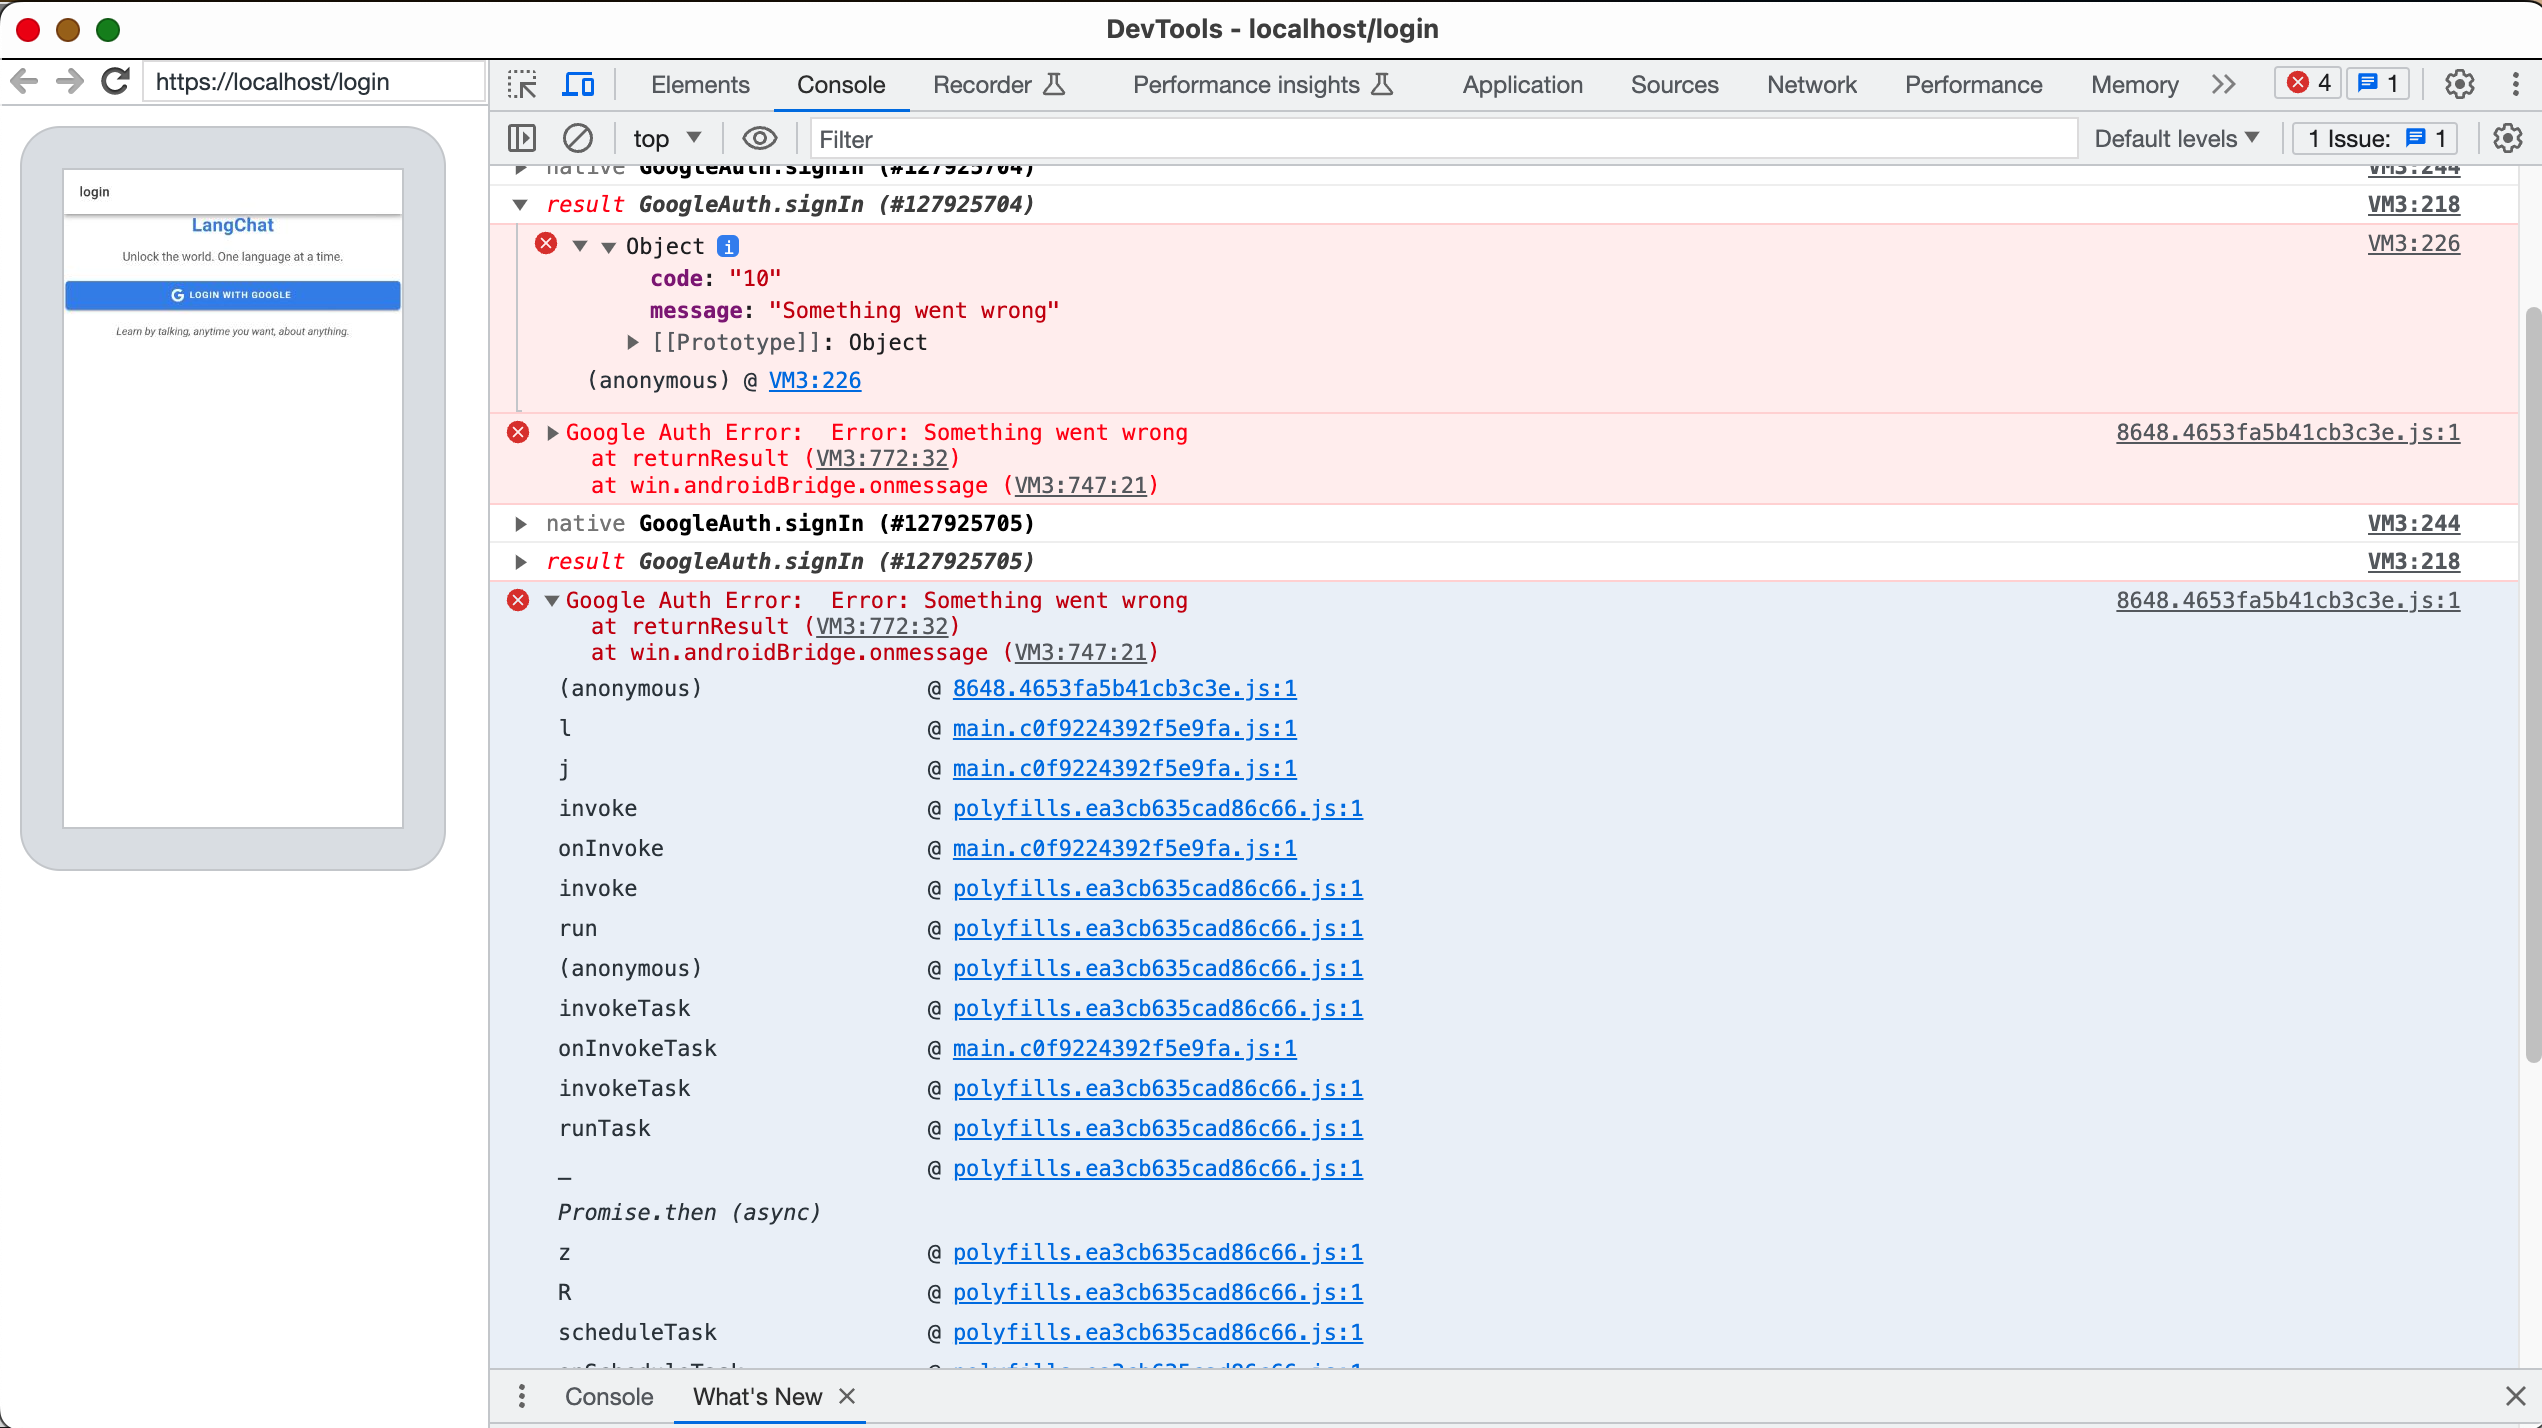 DevTools - localhost/login
https://localhost/login
Elements Console Recorder Performance insights Application Sources Network Performance Memory 4 1
top Filter Default levels 1 Issue: 1
login
LangChat
Unlock the world. One language at a time.
G LOGIN WITH GOOGLE
Learn by talking, anytime you want, about anything.
native GoogleAuth.signIn (#127925704) VM3:244
result GoogleAuth.signIn (#127925704) VM3:218
Object i VM3:226
code: "10"
message: "Something went wrong"
[[Prototype]]: Object
(anonymous) @ VM3:226
Google Auth Error:  Error: Something went wrong 8648.4653fa5b41cb3c3e.js:1
at returnResult (VM3:772:32)
at win.androidBridge.onmessage (VM3:747:21)
native GoogleAuth.signIn (#127925705) VM3:244
result GoogleAuth.signIn (#127925705) VM3:218
Google Auth Error:  Error: Something went wrong 8648.4653fa5b41cb3c3e.js:1
at returnResult (VM3:772:32)
at win.androidBridge.onmessage (VM3:747:21)
(anonymous) @ 8648.4653fa5b41cb3c3e.js:1
l @ main.c0f9224392f5e9fa.js:1
j @ main.c0f9224392f5e9fa.js:1
invoke @ polyfills.ea3cb635cad86c66.js:1
onInvoke @ main.c0f9224392f5e9fa.js:1
invoke @ polyfills.ea3cb635cad86c66.js:1
run @ polyfills.ea3cb635cad86c66.js:1
(anonymous) @ polyfills.ea3cb635cad86c66.js:1
invokeTask @ polyfills.ea3cb635cad86c66.js:1
onInvokeTask @ main.c0f9224392f5e9fa.js:1
invokeTask @ polyfills.ea3cb635cad86c66.js:1
runTask @ polyfills.ea3cb635cad86c66.js:1
_ @ polyfills.ea3cb635cad86c66.js:1
Promise.then (async)
z @ polyfills.ea3cb635cad86c66.js:1
R @ polyfills.ea3cb635cad86c66.js:1
scheduleTask @ polyfills.ea3cb635cad86c66.js:1
onScheduleTask @ polyfills.ea3cb635cad86c66.js:1
Console What's New